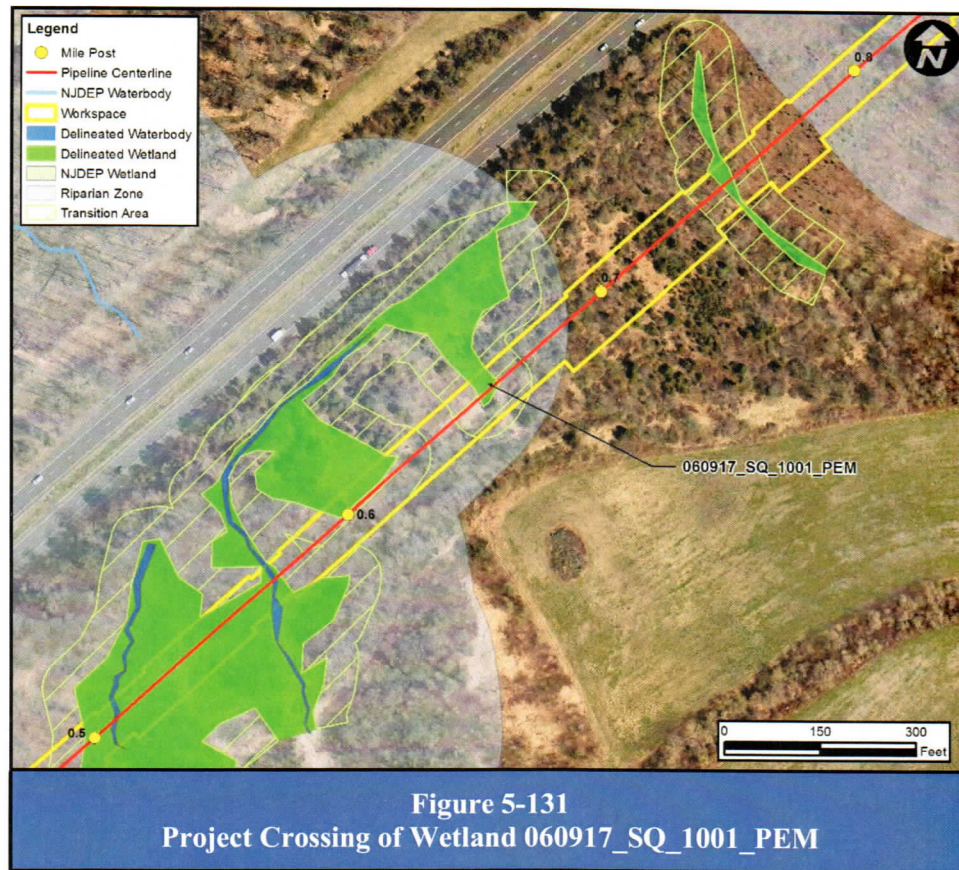 Legend
Mile Post
Pipeline Centerline
NJDEP Waterbody
Workspace
Delineated Waterbody
Delineated Wetland
NJDEP Wetland
Riparian Zone
Transition Area
N
0.8
0.7
060917_SQ_1001_PEM
0.6
0.5
0 150 300
Feet
Figure 5-131
Project Crossing of Wetland 060917_SQ_1001_PEM